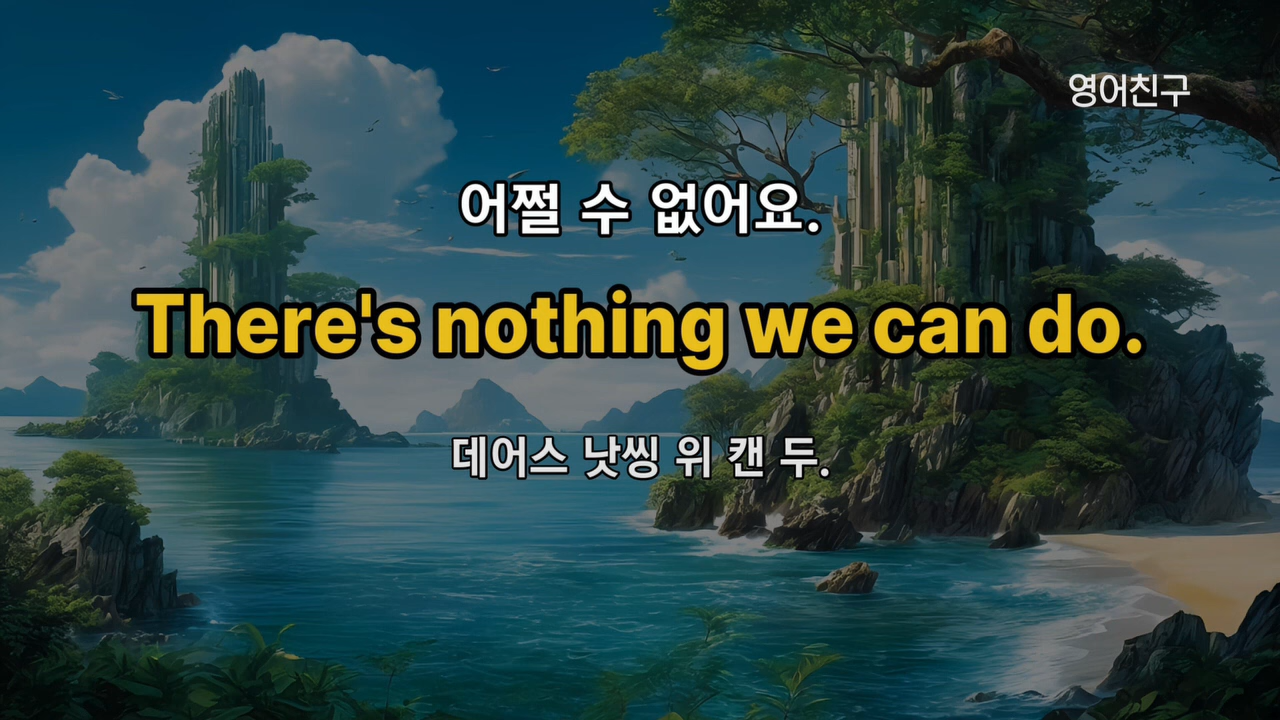 영어친구
어쩔 수 없어요.
There's nothing we can do.
데어스 낫씽 위 캔 두.